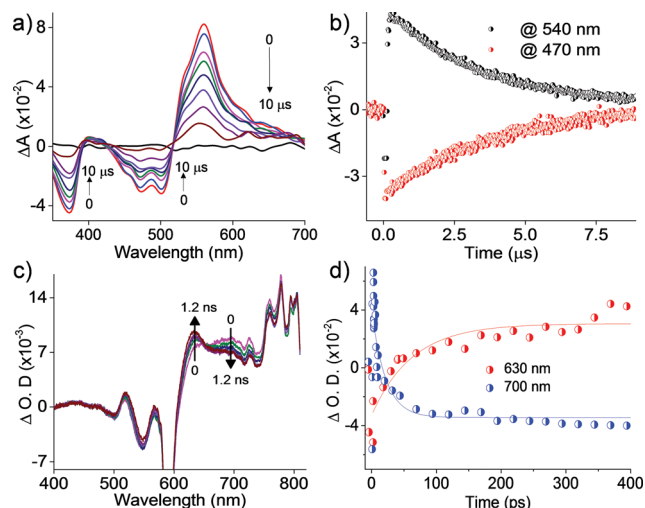 a)
ΔA (x10⁻²)
8
4
0
-4
0
10 μs
10 μs
0
10 μs
0
400 500 600 700
Wavelength (nm)
b)
ΔA (x10⁻²)
3
0
-3
@ 540 nm
@ 470 nm
0.0 2.5 5.0 7.5
Time (μs)
c)
Δ O. D (x10⁻³)
14
7
0
-7
1.2 ns
0
0
1.2 ns
400 500 600 700 800
Wavelength (nm)
d)
Δ O. D. (x10⁻²)
4
0
-4
630 nm
700 nm
0 100 200 300 400
Time (ps)